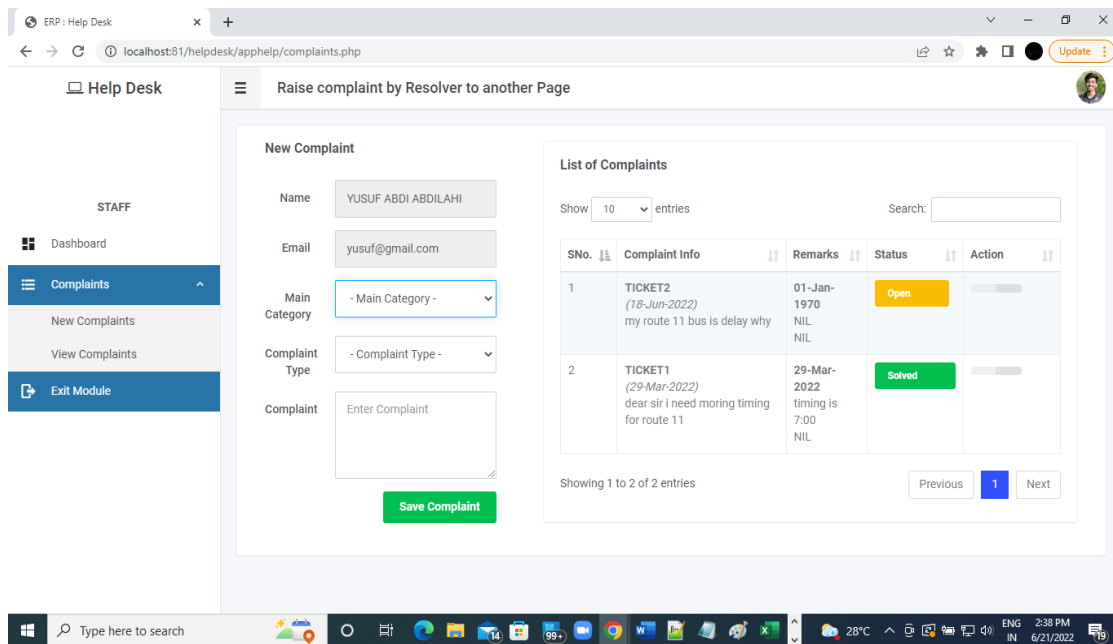 ERP : Help Desk
localhost:81/helpdesk/apphelp/complaints.php
Update
Help Desk
Raise complaint by Resolver to another Page
STAFF
Dashboard
Complaints
New Complaints
View Complaints
Exit Module
New Complaint
Name
YUSUF ABDI ABDILAHI
Email
yusuf@gmail.com
Main
Category
- Main Category -
Complaint
Type
- Complaint Type -
Complaint
Enter Complaint
Save Complaint
List of Complaints
Show 10 entries
Search:
SNo. Complaint Info Remarks Status Action
1
TICKET2
(18-Jun-2022)
my route 11 bus is delay why
01-Jan-
1970
NIL
NIL
Open
2
TICKET1
(29-Mar-2022)
dear sir i need moring timing
for route 11
29-Mar-
2022
timing is
7:00
NIL
Solved
Showing 1 to 2 of 2 entries
Previous 1 Next
Type here to search
14
99+
28°C
ENG
IN
2:38 PM
6/21/2022